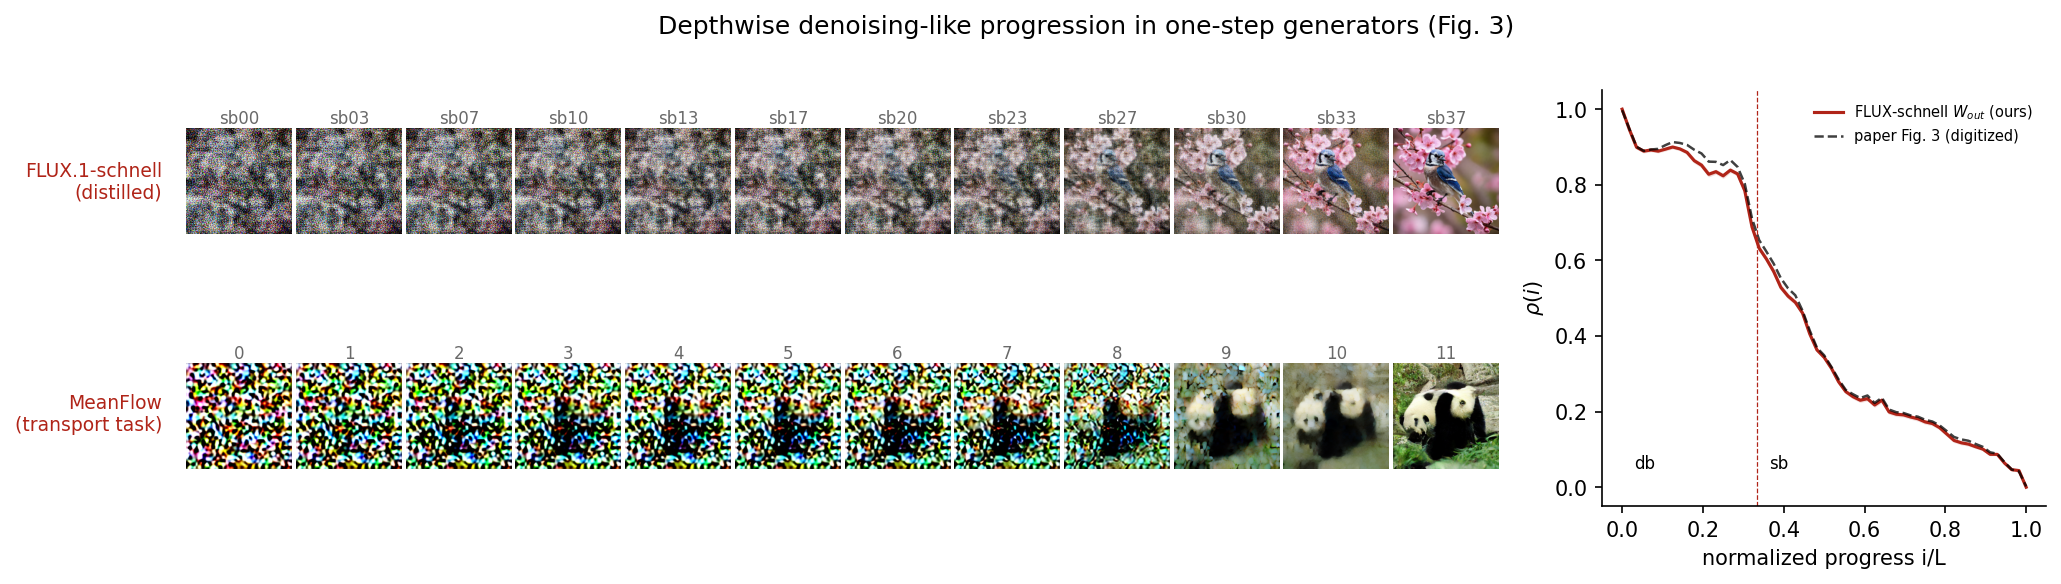 Depthwise denoising-like progression in one-step generators (Fig. 3)
sb00 sb03 sb07 sb10 sb13 sb17 sb20 sb23 sb27 sb30 sb33 sb37
FLUX.1-schnell
(distilled)
0 1 2 3 4 5 6 7 8 9 10 11
MeanFlow
(transport task)
FLUX-schnell W_out (ours)
paper Fig. 3 (digitized)
1.0
0.8
0.6
0.4
0.2
0.0
ρ(i)
db sb
0.0 0.2 0.4 0.6 0.8 1.0
normalized progress i/L